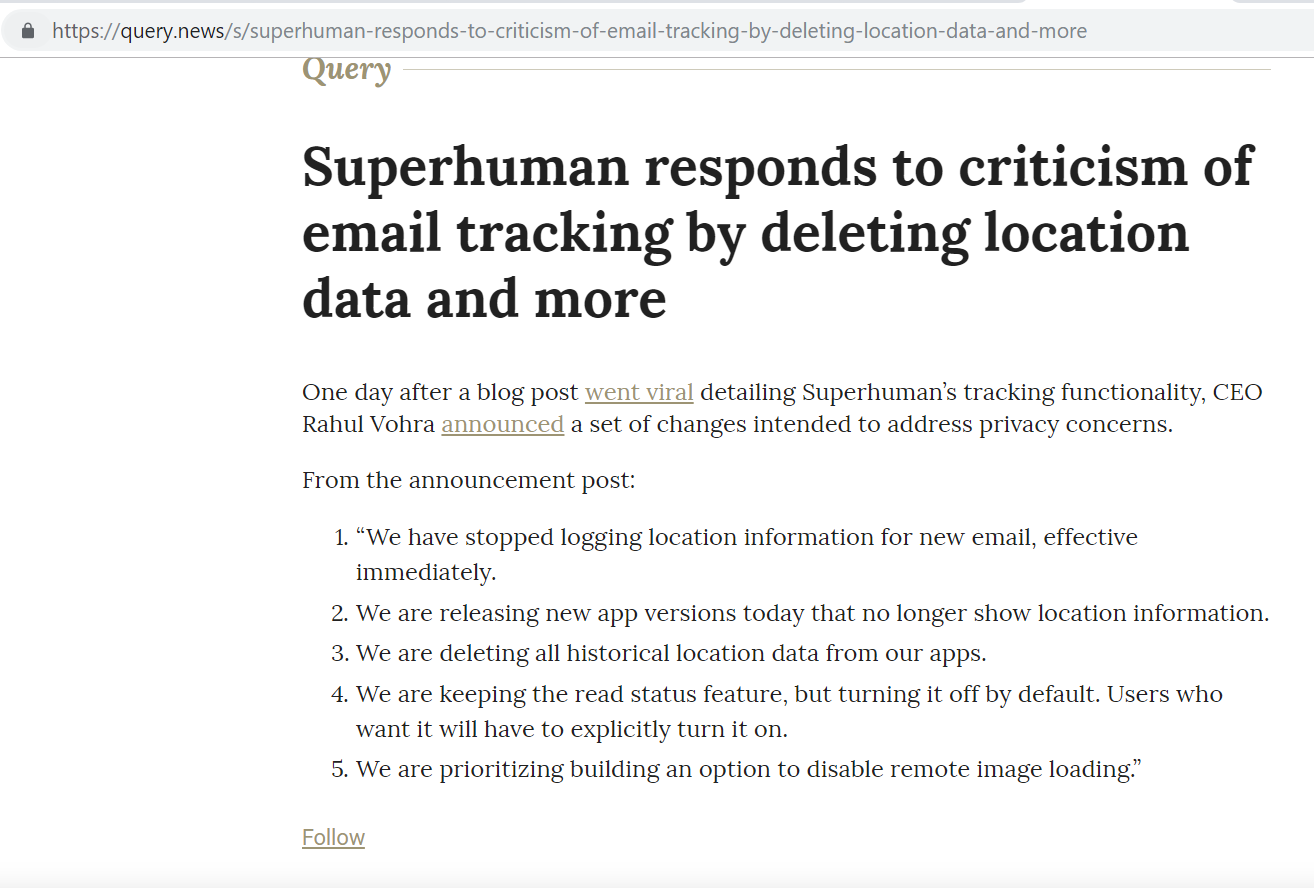 https://query.news/s/superhuman-responds-to-criticism-of-email-tracking-by-deleting-location-data-and-more
Query
Superhuman responds to criticism of
email tracking by deleting location
data and more
One day after a blog post went viral detailing Superhuman’s tracking functionality, CEO
Rahul Vohra announced a set of changes intended to address privacy concerns.
From the announcement post:
1. “We have stopped logging location information for new email, effective
immediately.
2. We are releasing new app versions today that no longer show location information.
3. We are deleting all historical location data from our apps.
4. We are keeping the read status feature, but turning it off by default. Users who
want it will have to explicitly turn it on.
5. We are prioritizing building an option to disable remote image loading.”
Follow